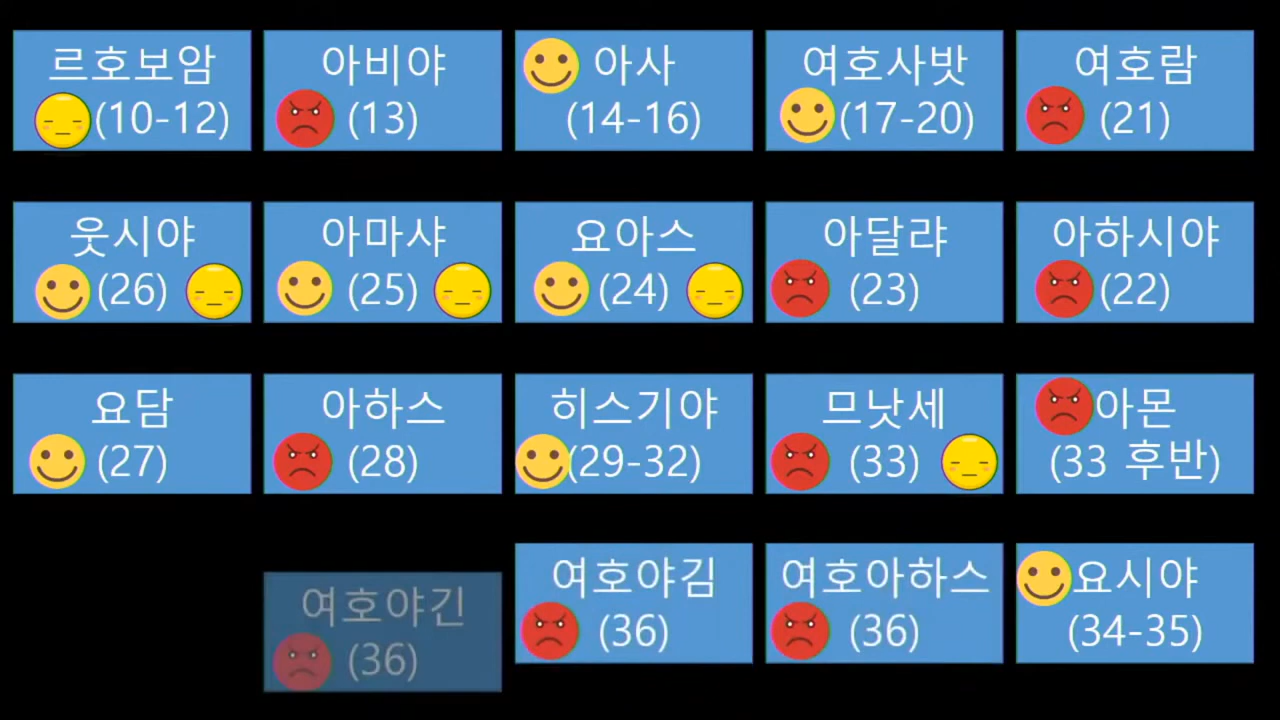 르호보암
(10-12)
아비야
(13)
아사
(14-16)
여호사밧
(17-20)
여호람
(21)
웃시야
(26)
아마샤
(25)
요아스
(24)
아달랴
(23)
아하시야
(22)
요담
(27)
아하스
(28)
히스기야
(29-32)
므낫세
(33)
아몬
(33 후반)
여호야긴
(36)
여호야김
(36)
여호아하스
(36)
요시야
(34-35)